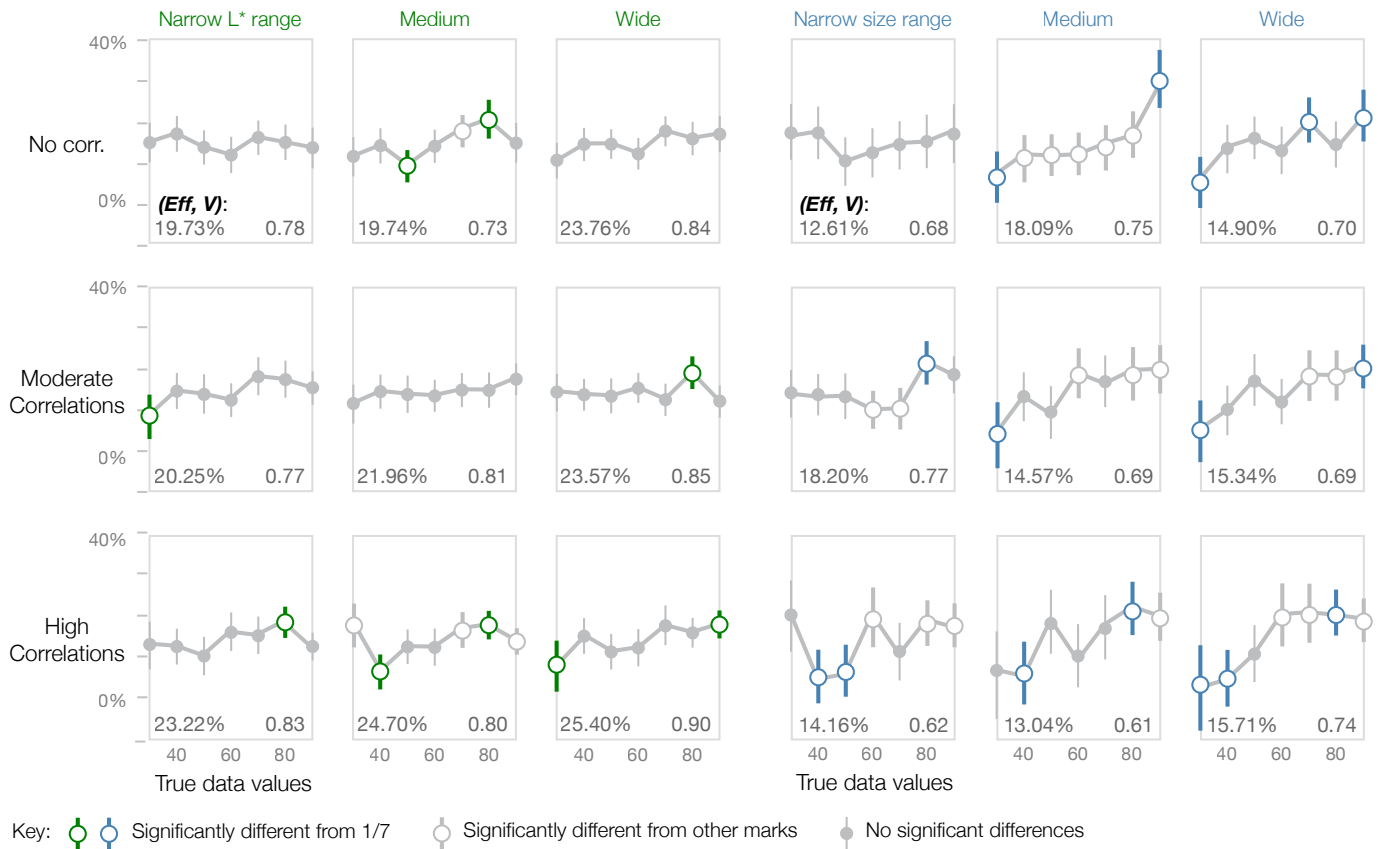 Narrow L* range Medium Wide Narrow size range Medium Wide
40%
No corr.
0%
(Eff, V): (Eff, V):
19.73% 0.78 19.74% 0.73 23.76% 0.84 12.61% 0.68 18.09% 0.75 14.90% 0.70
40%
Moderate
Correlations
0%
20.25% 0.77 21.96% 0.81 23.57% 0.85 18.20% 0.77 14.57% 0.69 15.34% 0.69
40%
High
Correlations
0%
23.22% 0.83 24.70% 0.80 25.40% 0.90 14.16% 0.62 13.04% 0.61 15.71% 0.74
40 60 80 40 60 80 40 60 80 40 60 80 40 60 80 40 60 80
True data values True data values
Key: Significantly different from 1/7 Significantly different from other marks No significant differences